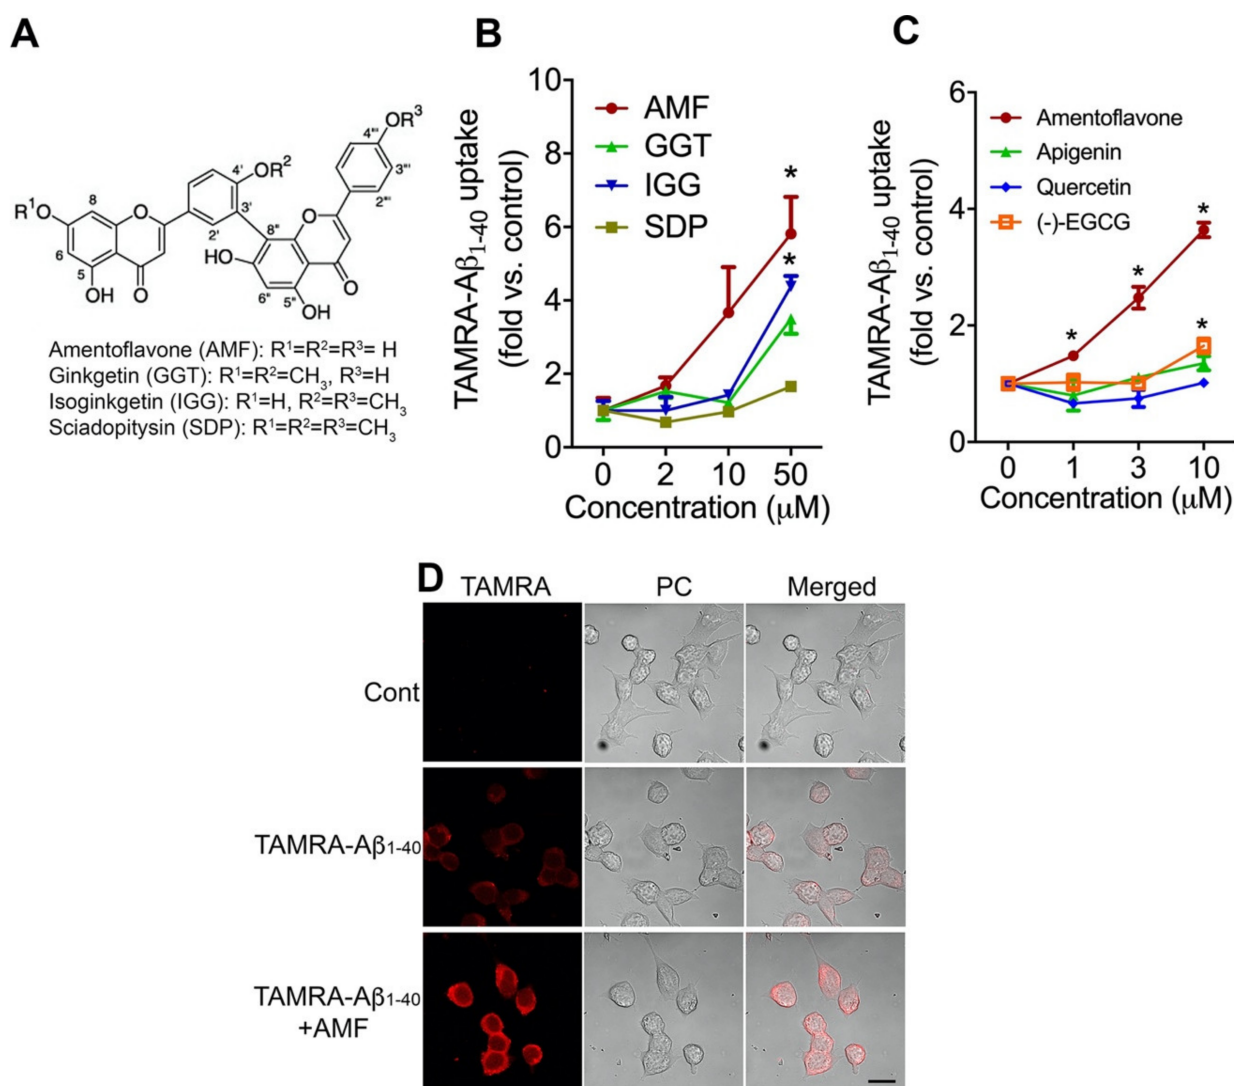 A
OR³
4'''
3'''
2'''
OR²
4'
3'
2'
R¹O
8
O
6
5
OH
O
8"
O
HO
6"
5"
OH
O
Amentoflavone (AMF): R¹=R²=R³= H
Ginkgetin (GGT): R¹=R²=CH₃, R³=H
Isoginkgetin (IGG): R¹=H, R²=R³=CH₃
Sciadopitysin (SDP): R¹=R²=R³=CH₃
B
TAMRA-Aβ₁₋₄₀ uptake
(fold vs. control)
10
8
6
4
2
0
AMF
GGT
IGG
SDP
*
*
0 2 10 50
Concentration (μM)
C
TAMRA-Aβ₁₋₄₀ uptake
(fold vs. control)
6
4
2
0
Amentoflavone
Apigenin
Quercetin
(-)-EGCG
*
*
*
*
0 1 3 10
Concentration (μM)
D
TAMRA PC Merged
Cont
TAMRA-Aβ₁₋₄₀
TAMRA-Aβ₁₋₄₀
+AMF